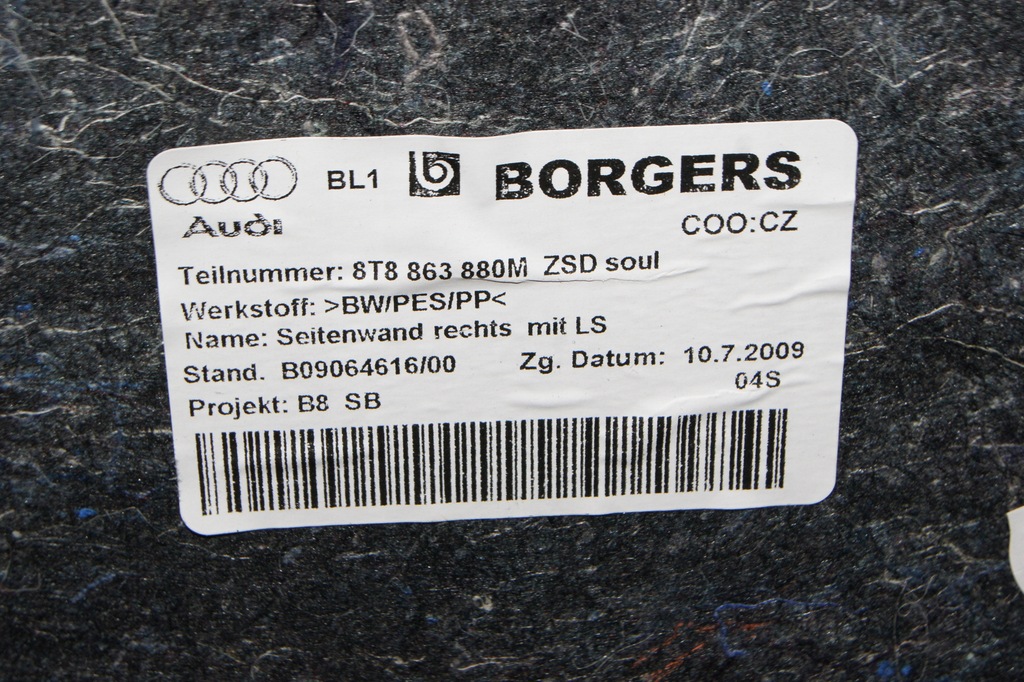 BL1 BORGERS
Audi
COO:CZ
Teilnummer: 8T8 863 880M ZSD soul
Werkstoff: >BW/PES/PP<
Name: Seitenwand rechts mit LS
Stand. B09064616/00 Zg. Datum: 10.7.2009
04S
Projekt: B8 SB